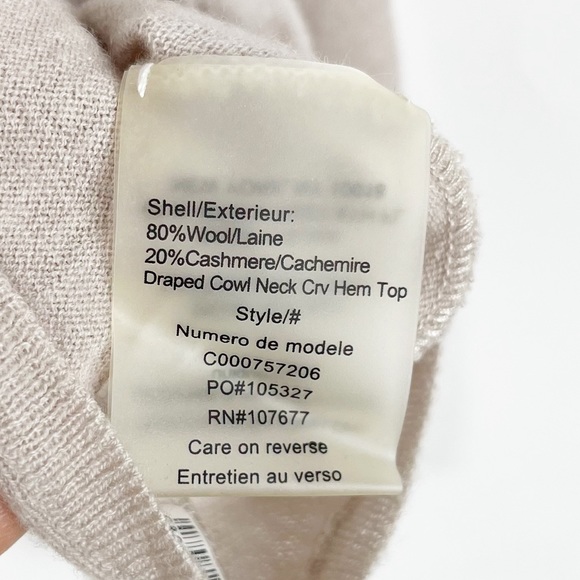 Shell/Exterieur:
80%Wool/Laine
20%Cashmere/Cachemire
Draped Cowl Neck Crv Hem Top
Style/#
Numero de modele
C000757206
PO#105327
RN#107677
Care on reverse
Entretien au verso